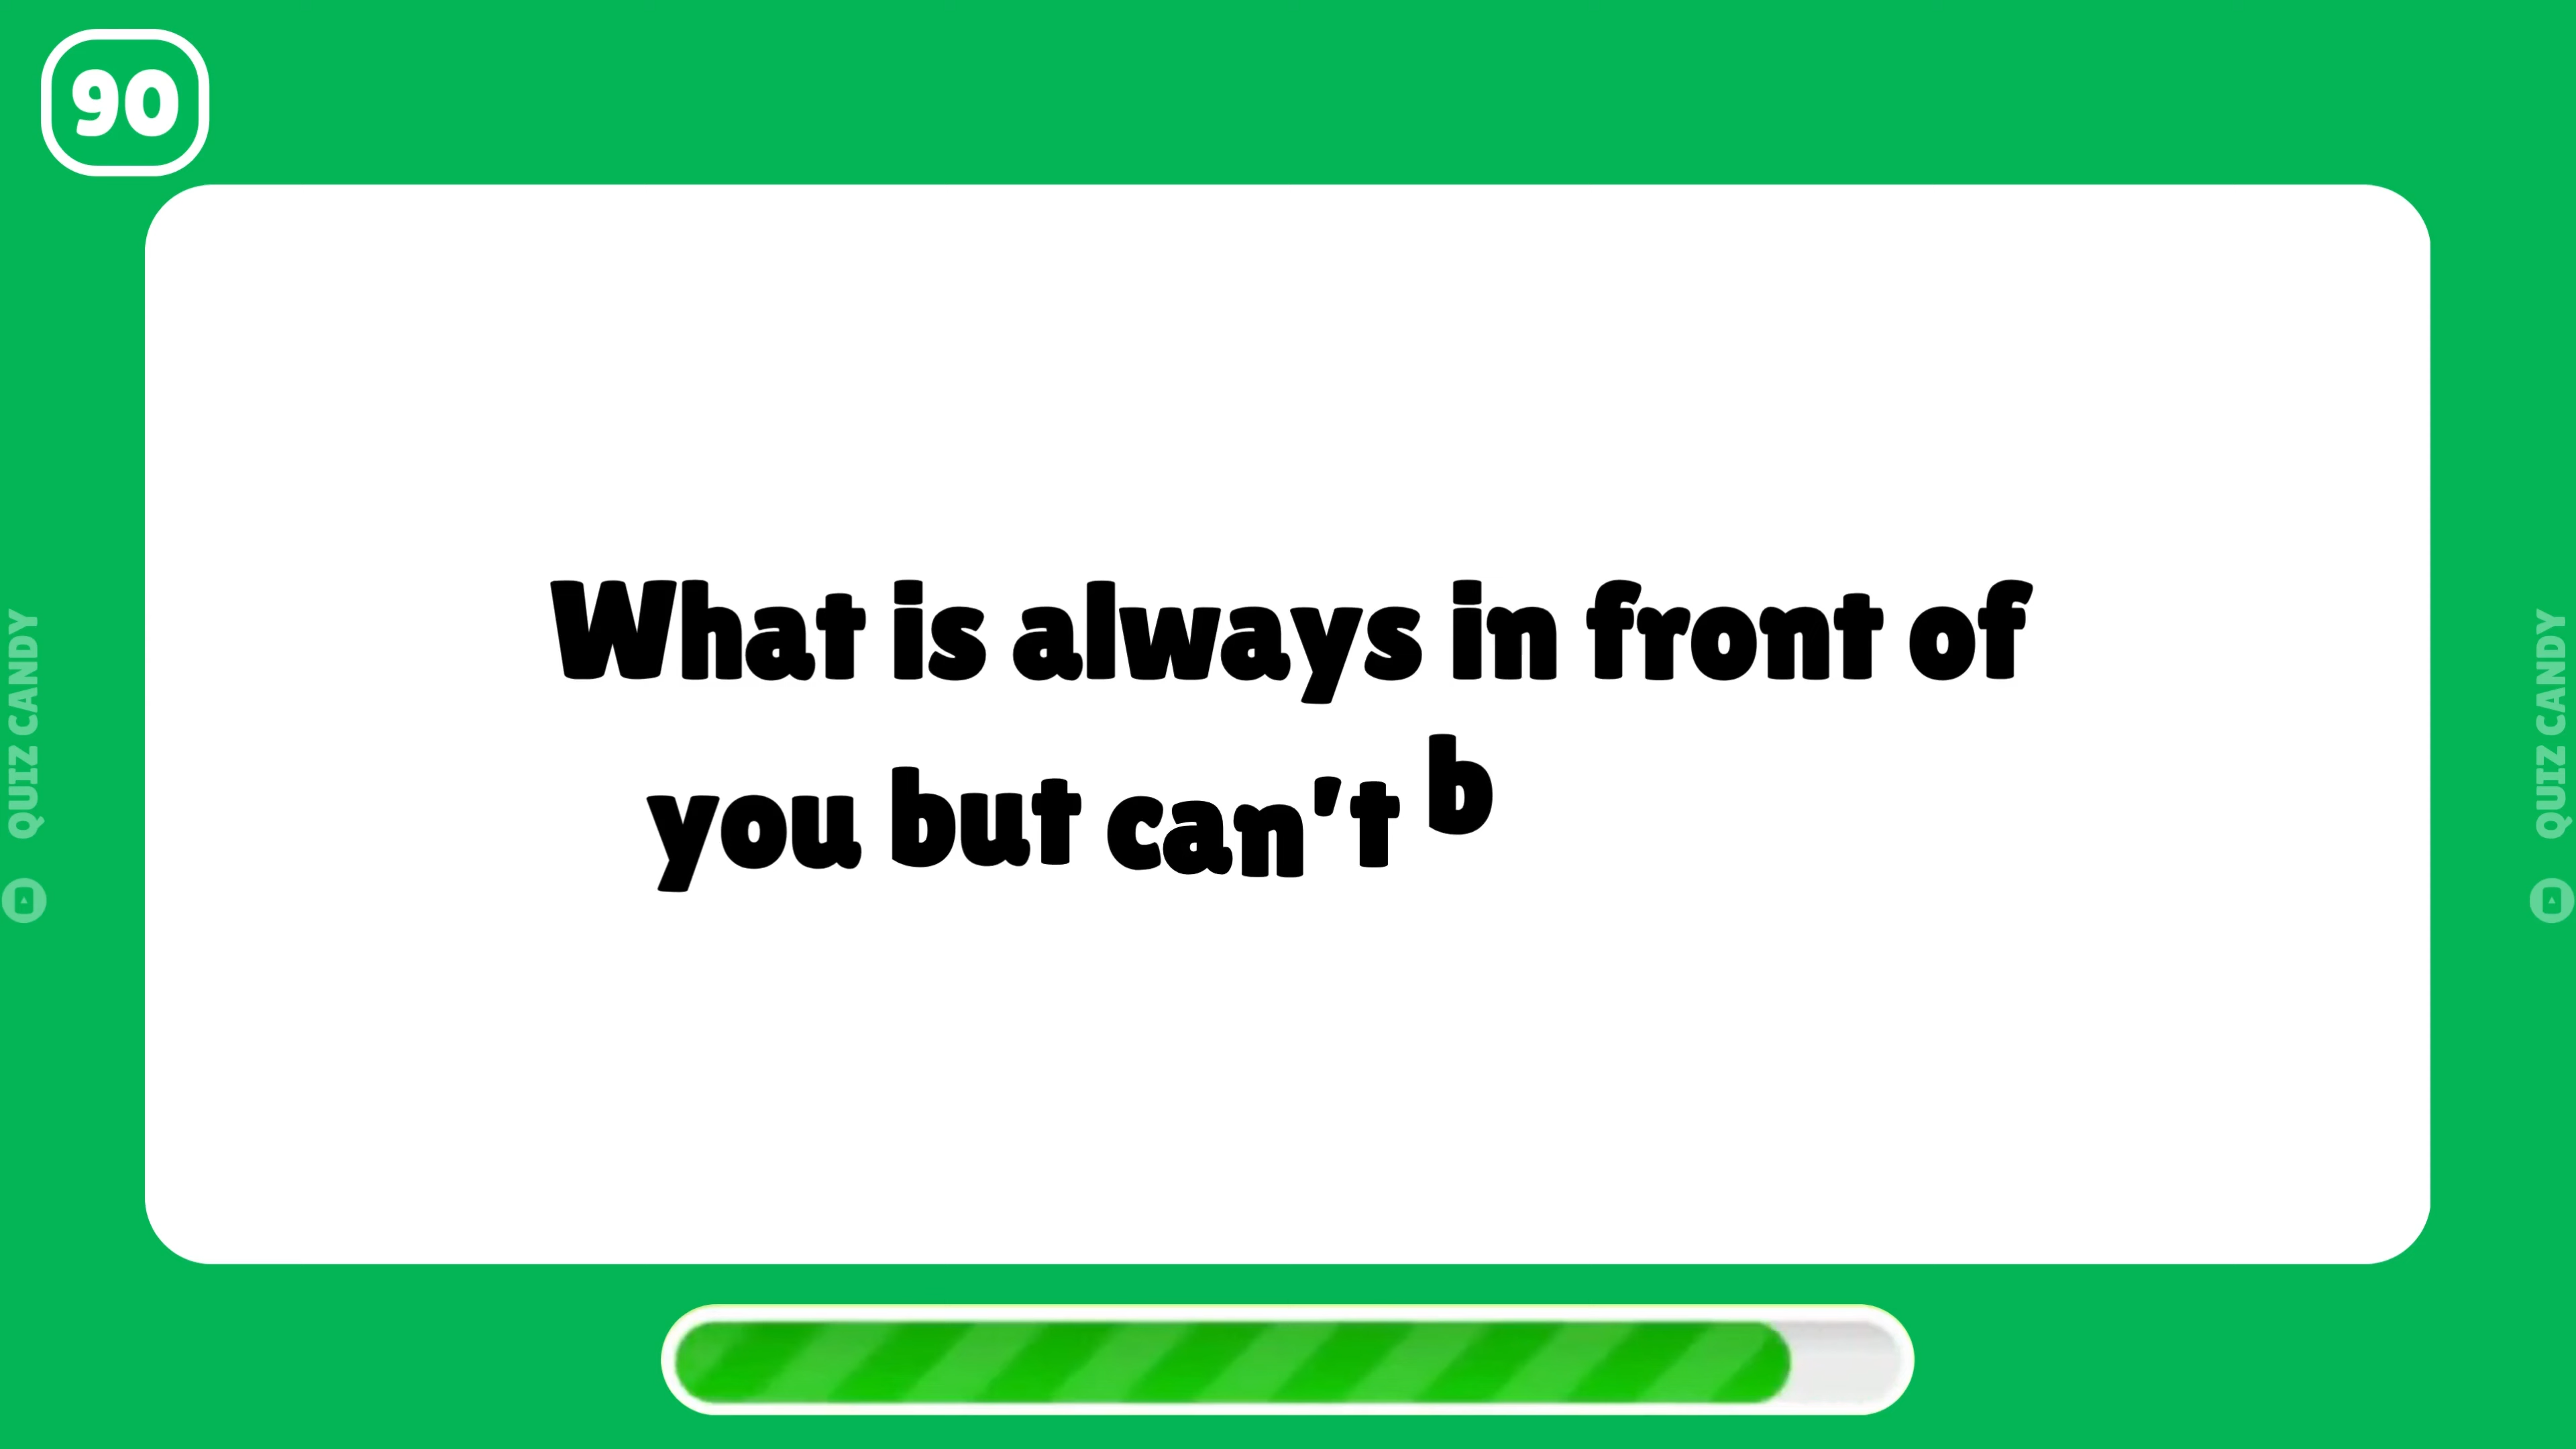 90
What is always in front of
you but can't b
QUIZ CANDY
QUIZ CANDY